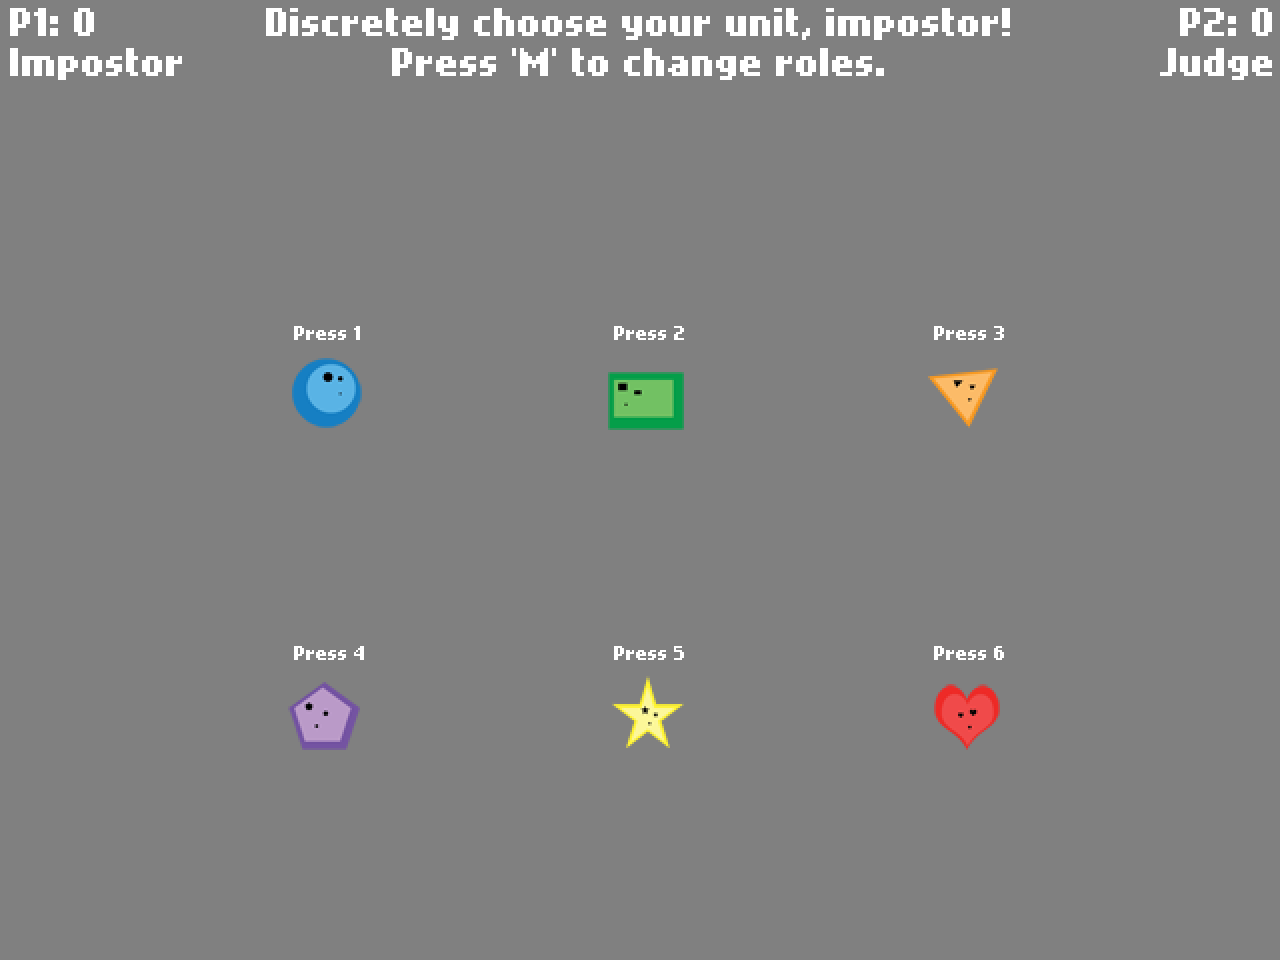 P1: 0
Impostor
Discretely choose your unit, impostor!
Press 'M' to change roles.
P2: 0
Judge
Press 1
Press 2
Press 3
Press 4
Press 5
Press 6